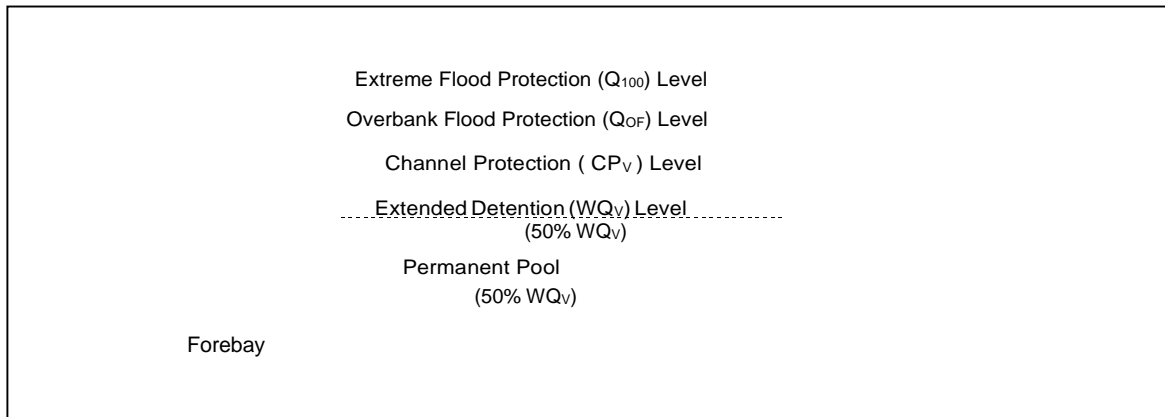 Extreme Flood Protection (Q100) Level
Overbank Flood Protection (QOF) Level
Channel Protection ( CPV ) Level
Extended Detention (WQV) Level
(50% WQV)
Permanent Pool
(50% WQV)
Forebay